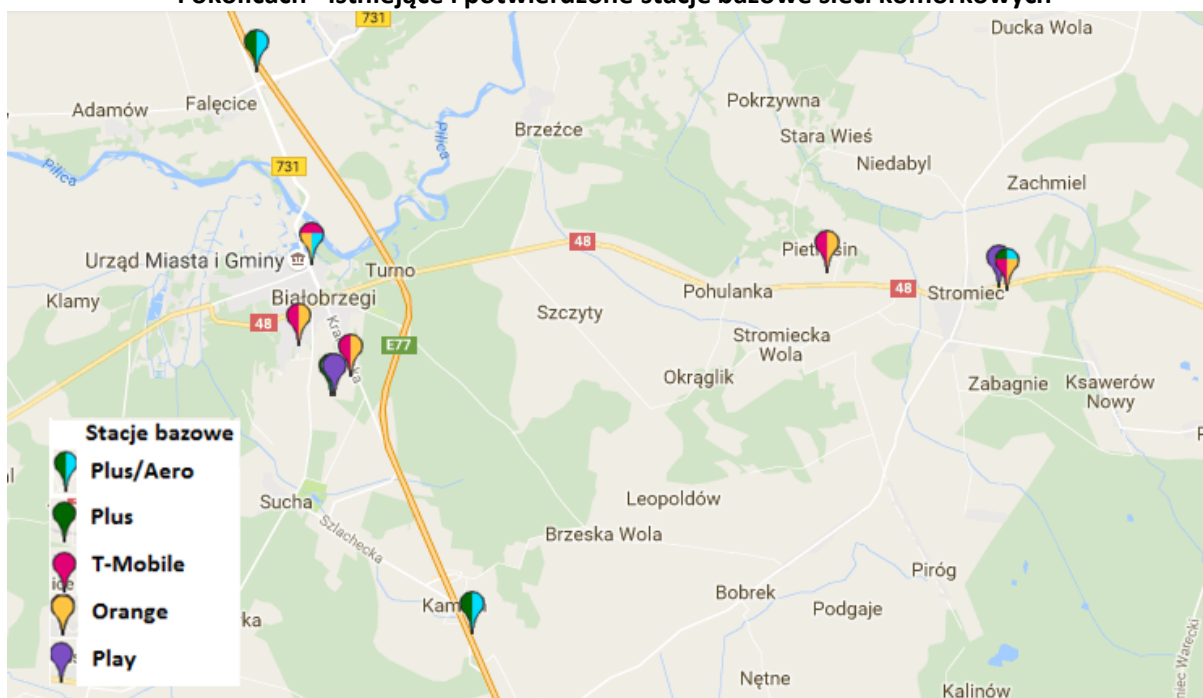 i okolicach - istniejące i potwierdzone stacje bazowe sieci komórkowych
731
Ducka Wola
Adamów
Falęcice
Pokrzywna
Brzeźce
Stara Wieś
Pilica
Niedabyl
731
Pilica
Zachmiel
48
Urząd Miasta i Gminy
Turno
Klamy
Białobrzegi
Pohulanka
48
Stromiec
Szczyty
48
Stromiecka
Wola
E77
Okrąglik
Zabagnie
Ksawerów
Nowy
Stacje bazowe
Plus/Aero
Plus
T-Mobile
Orange
Play
Sucha
Szlachecka
Leopoldów
Brzeska Wola
Piróg
Bobrek
Podgaje
Nętne
Kalinów